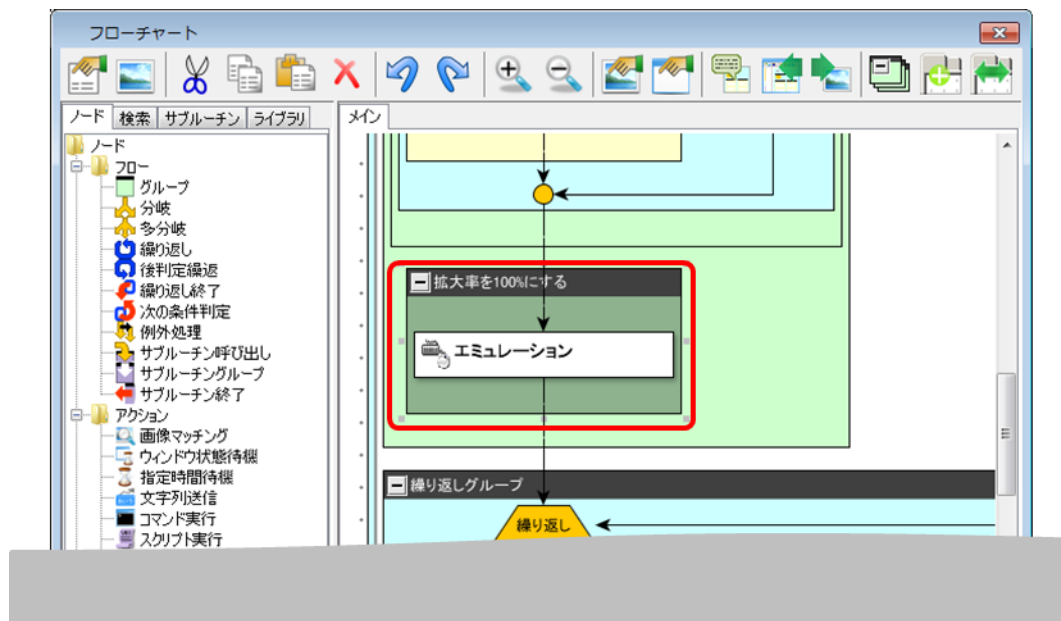 フローチャート
ノード 検索 サブルーチン ライブラリ
メイン
ノード
フロー
グループ
分岐
多分岐
繰り返し
後判定繰返
繰り返し終了
次の条件判定
例外処理
サブルーチン呼び出し
サブルーチングループ
サブルーチン終了
アクション
画像マッチング
ウィンドウ状態待機
指定時間待機
文字列送信
コマンド実行
スクリプト実行
拡大率を100%にする
エミュレーション
繰り返しグループ
繰り返し